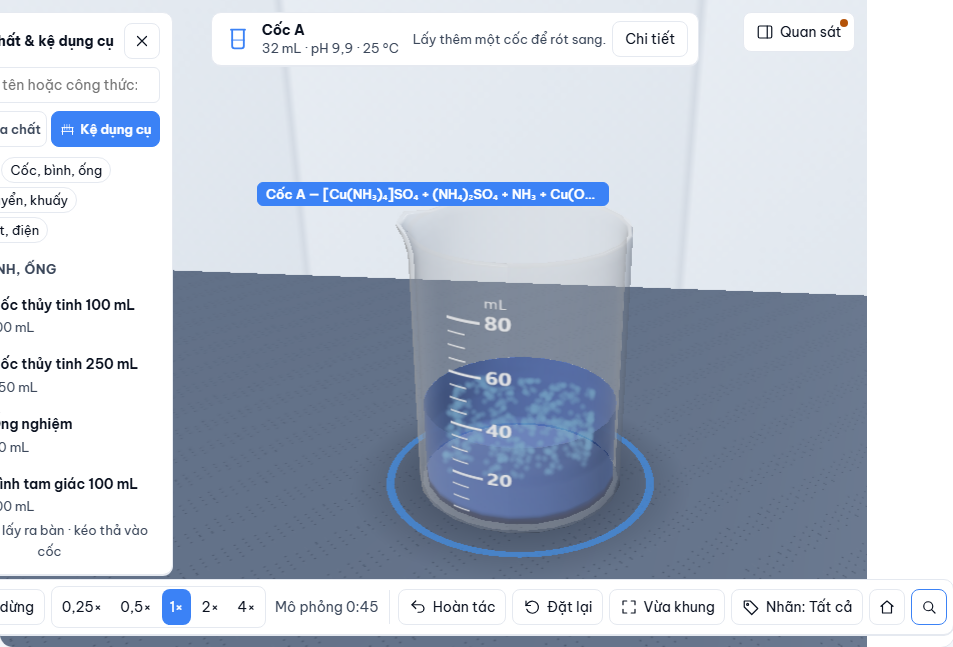 hất & kệ dụng cụ
tên hoặc công thức:
a chất
Kệ dụng cụ
Cốc, bình, ống
yển, khuấy
t, điện
NH, ỐNG
ốc thủy tinh 100 mL
00 mL
ốc thủy tinh 250 mL
50 mL
ng nghiệm
0 mL
ình tam giác 100 mL
00 mL
lấy ra bàn · kéo thả vào
cốc
Cốc A
32 mL · pH 9,9 · 25 °C
Lấy thêm một cốc để rót sang.
Chi tiết
Quan sát
Cốc A — [Cu(NH₃)₄]SO₄ + (NH₄)₂SO₄ + NH₃ + Cu(O...
mL
80
60
40
20
dừng
0,25×
0,5×
1×
2×
4×
Mô phỏng 0:45
Hoàn tác
Đặt lại
Vừa khung
Nhãn: Tất cả